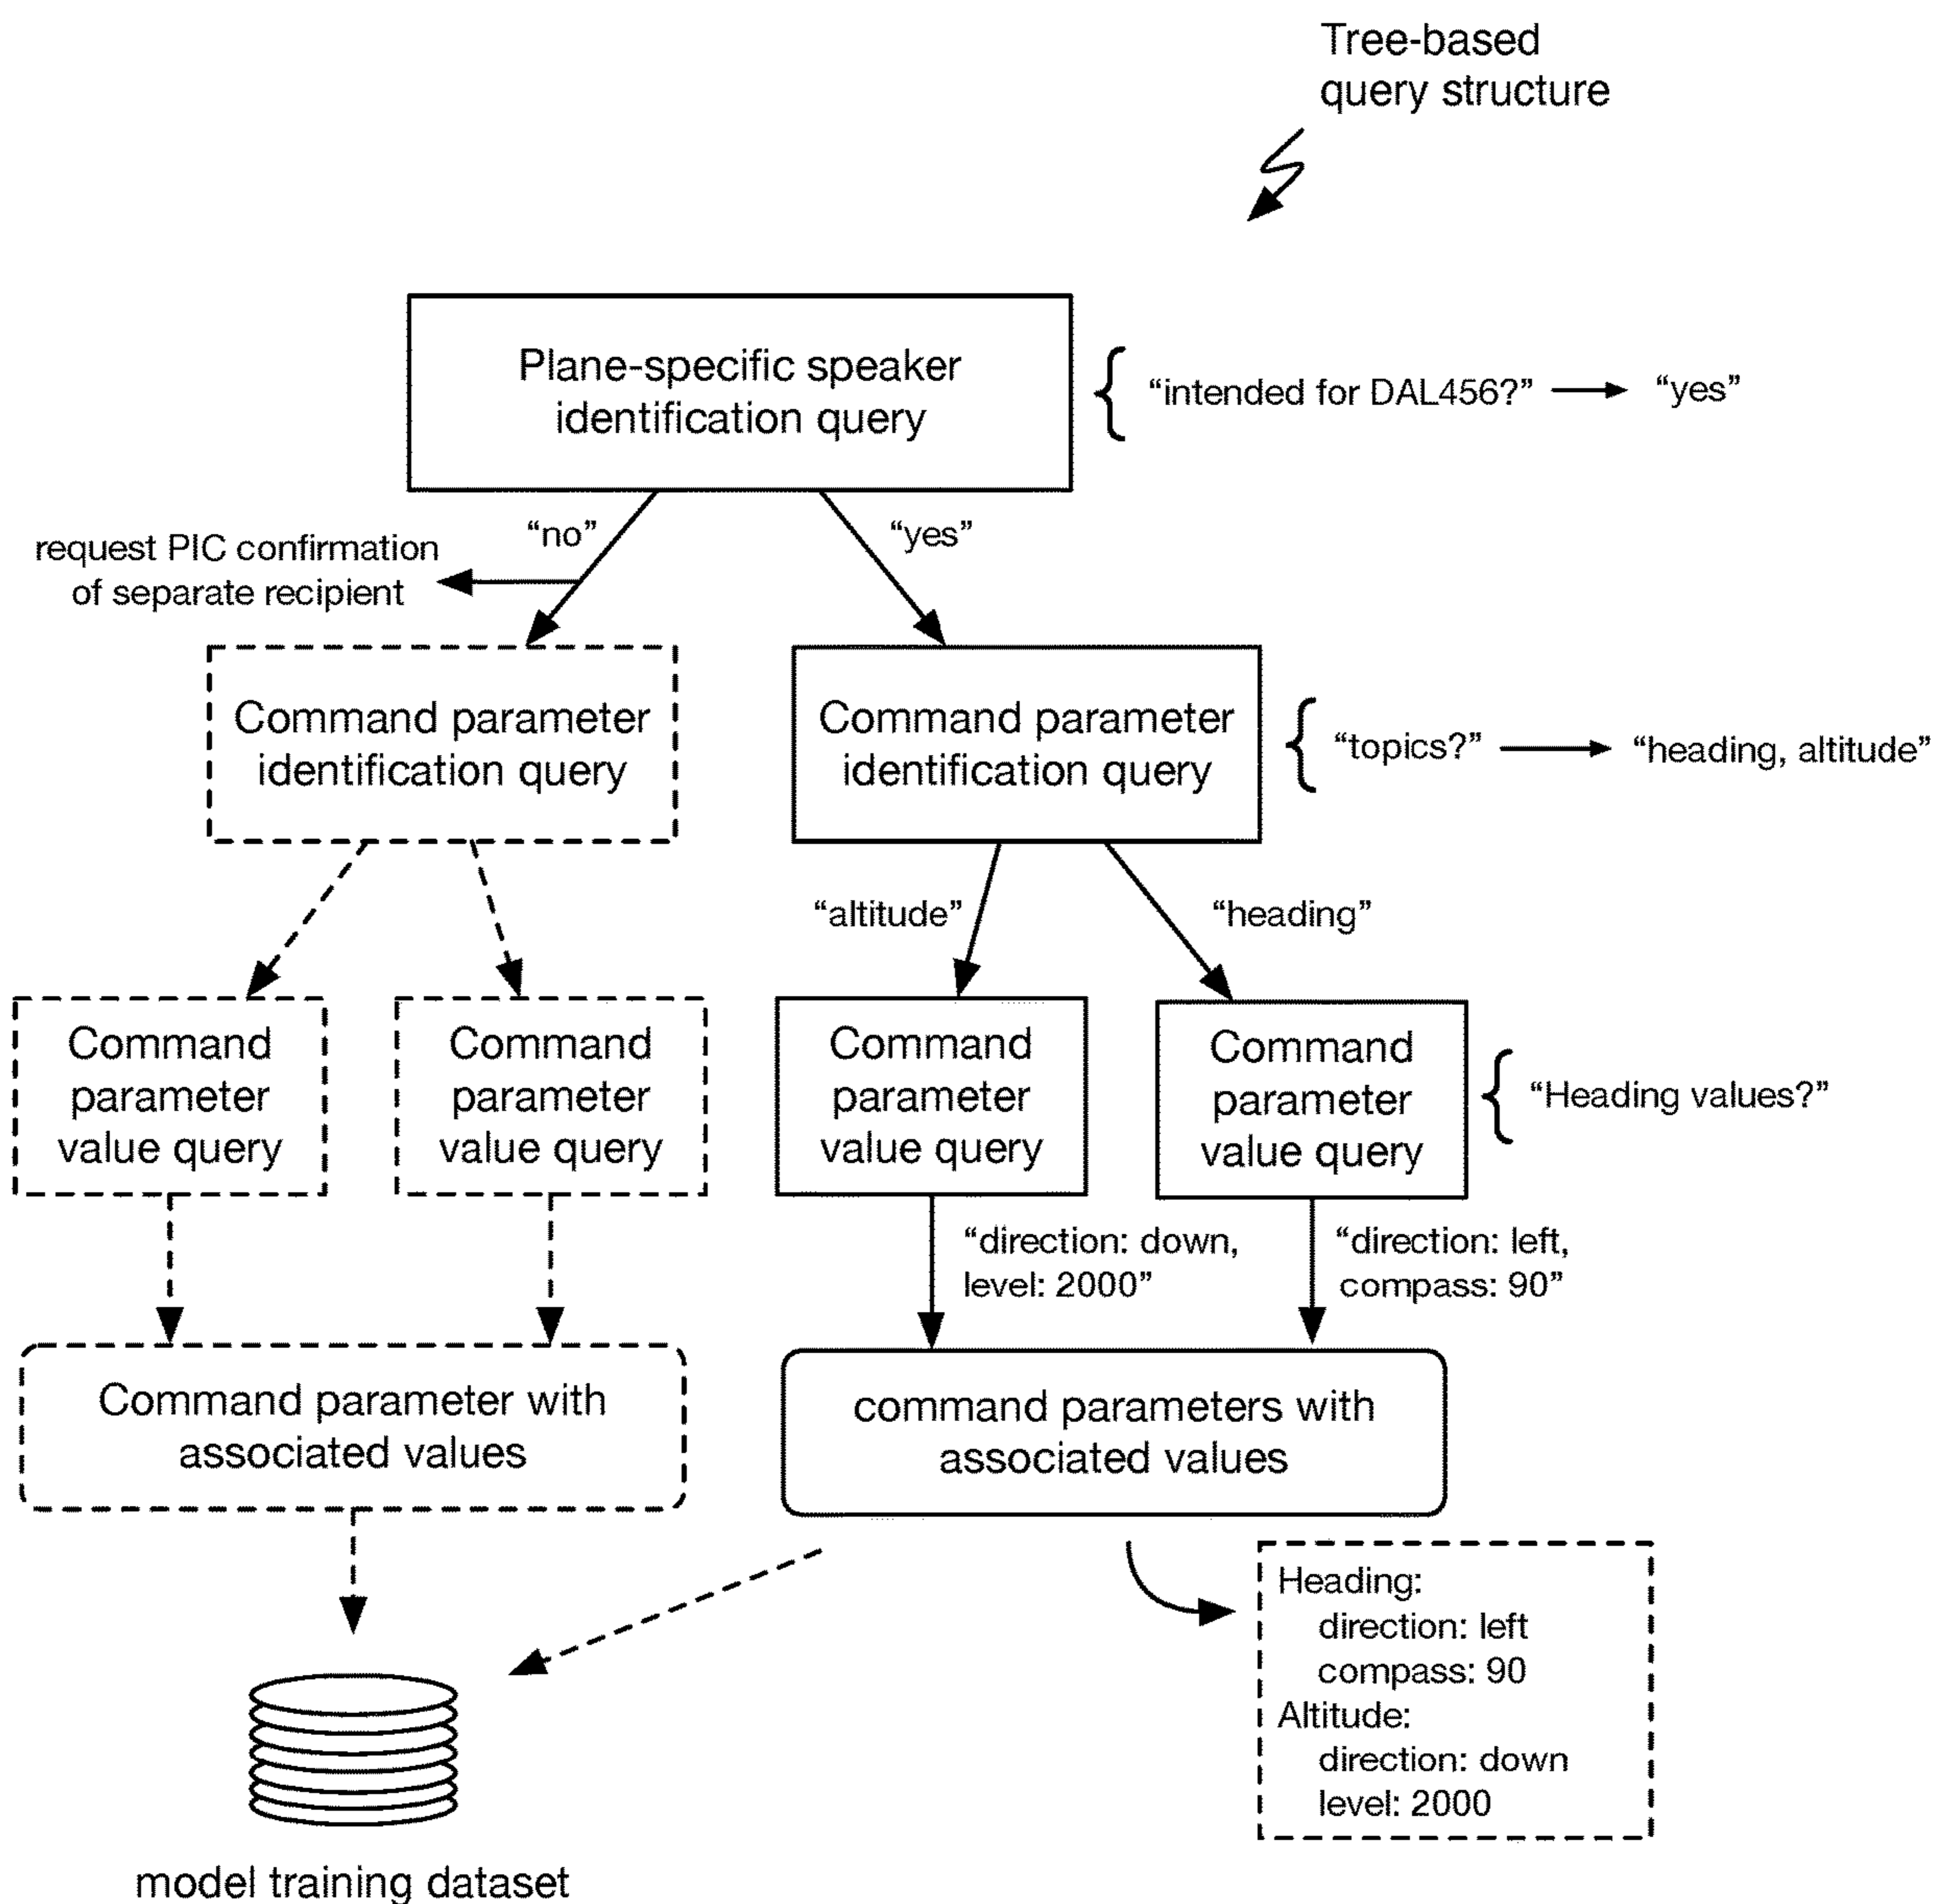 Tree-based
query structure
Plane-specific speaker
identification query
“intended for DAL456?”
“yes”
“no”
“yes”
request PIC confirmation
of separate recipient
Command parameter
identification query
Command parameter
identification query
“topics?”
“heading, altitude”
“altitude”
“heading”
Command
parameter
value query
Command
parameter
value query
Command
parameter
value query
Command
parameter
value query
“Heading values?”
“direction: down,
level: 2000”
“direction: left,
compass: 90”
Command parameter with
associated values
command parameters with
associated values
Heading:
direction: left
compass: 90
Altitude:
direction: down
level: 2000
model training dataset